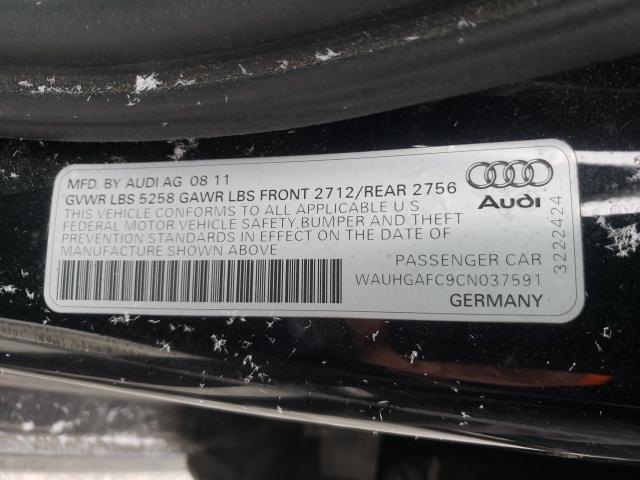 MFD. BY AUDI AG 08 11
GVWR LBS 5258 GAWR LBS FRONT 2712/REAR 2756
THIS VEHICLE CONFORMS TO ALL APPLICABLE U S
FEDERAL MOTOR VEHICLE SAFETY, BUMPER AND THEFT
PREVENTION STANDARDS IN EFFECT ON THE DATE OF
MANUFACTURE SHOWN ABOVE
Audi
PASSENGER CAR
WAUHGAFC9CN037591
GERMANY
3222424